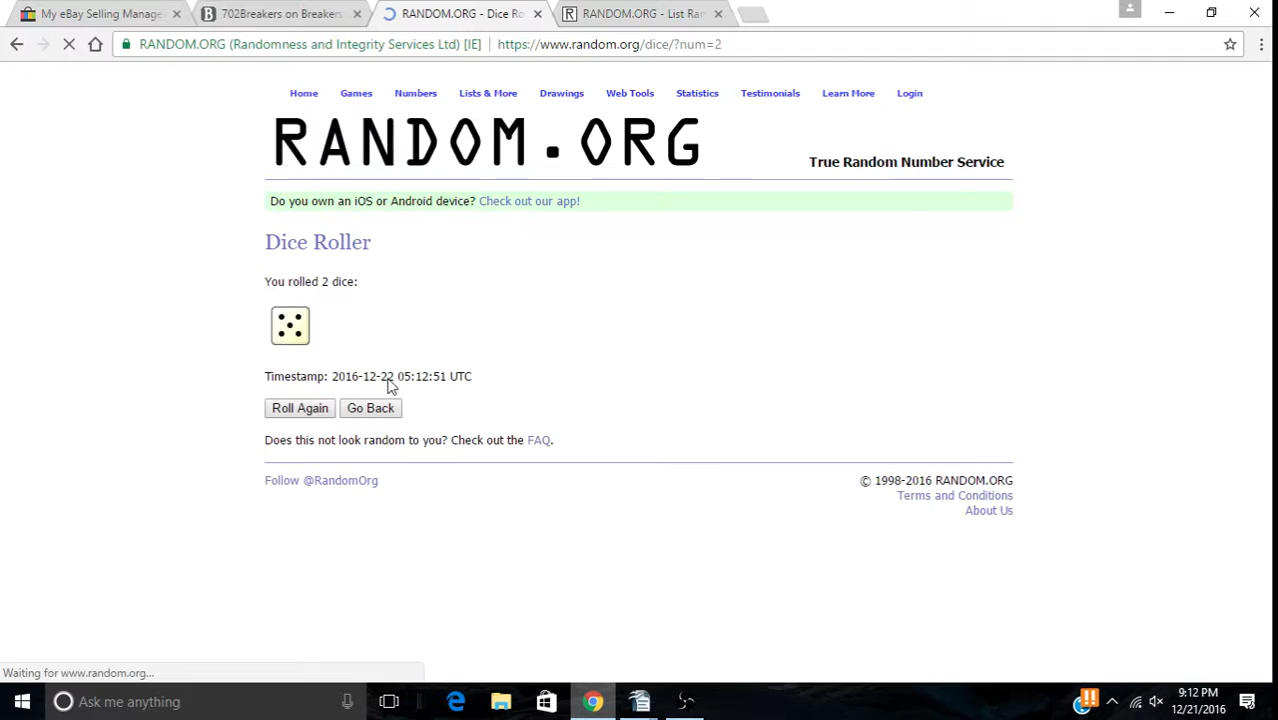 My eBay Selling Manage
702Breakers on Breakers
RANDOM.ORG - Dice Ro
RANDOM.ORG - List Ran
RANDOM.ORG (Randomness and Integrity Services Ltd) [IE] https://www.random.org/dice/?num=2
Home Games Numbers Lists & More Drawings Web Tools Statistics Testimonials Learn More Login
RANDOM.ORG
True Random Number Service
Do you own an iOS or Android device? Check out our app!
Dice Roller
You rolled 2 dice:
Timestamp: 2016-12-22 05:12:51 UTC
Roll Again Go Back
Does this not look random to you? Check out the FAQ.
Follow @RandomOrg
© 1998-2016 RANDOM.ORG
Terms and Conditions
About Us
Waiting for www.random.org...
Ask me anything
9:12 PM
12/21/2016